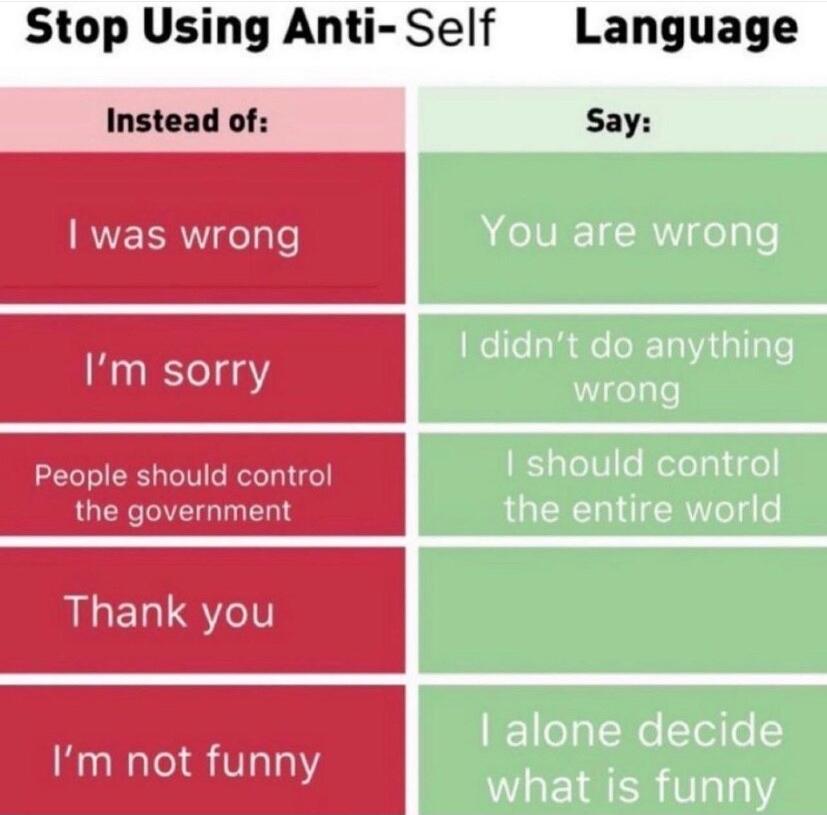 Stop Using Anti-Self Language
Instead of:
Say:
I was wrong
You are wrong
I'm sorry
I didn't do anything
wrong
People should control
the government
I should control
the entire world
Thank you
I'm not funny
I alone decide
what is funny